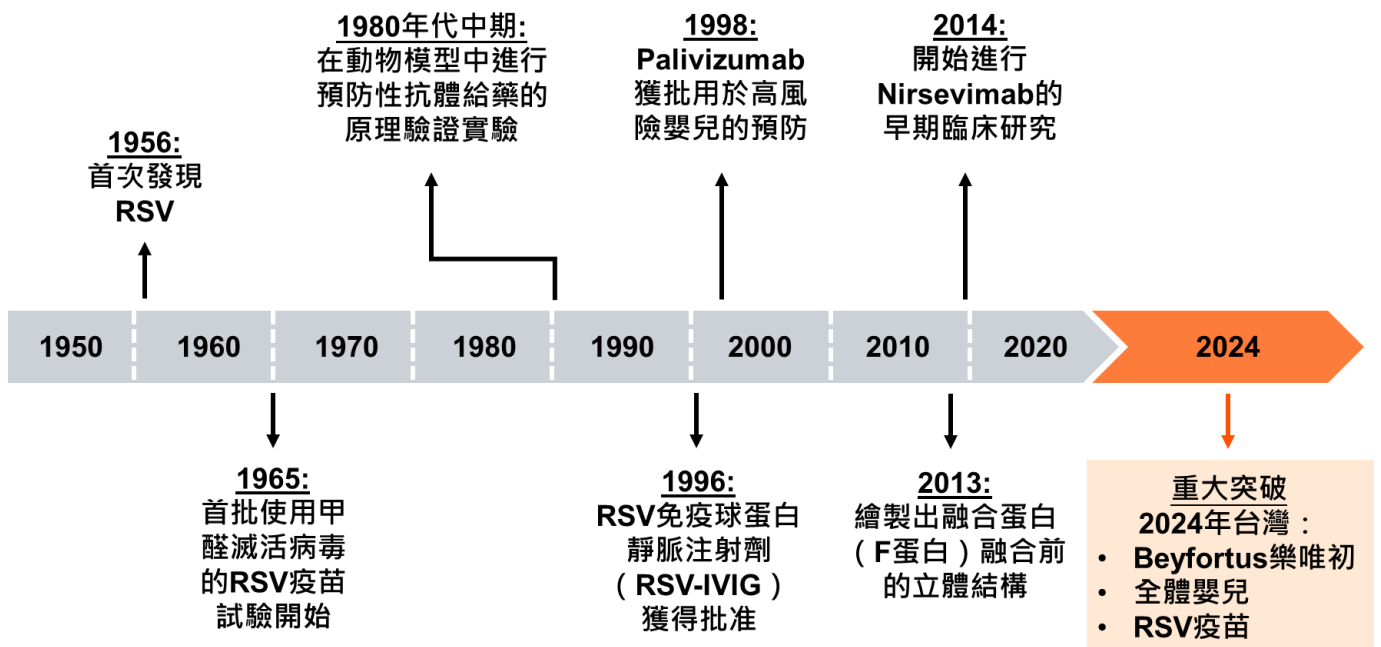 1956:
首次發現
RSV
1980年代中期:
在動物模型中進行
預防性抗體給藥的
原理驗證實驗
1998:
Palivizumab
獲批用於高風
險嬰兒的預防
2014:
開始進行
Nirsevimab的
早期臨床研究
1950
1960
1970
1980
1990
2000
2010
2020
2024
1965:
首批使用甲
醛滅活病毒
的RSV疫苗
試驗開始
1996:
RSV免疫球蛋白
靜脈注射劑
（RSV-IVIG）
獲得批准
2013:
繪製出融合蛋白
（F蛋白）融合前
的立體結構
重大突破
2024年台灣：
• Beyfortus樂唯初
• 全體嬰兒
• RSV疫苗